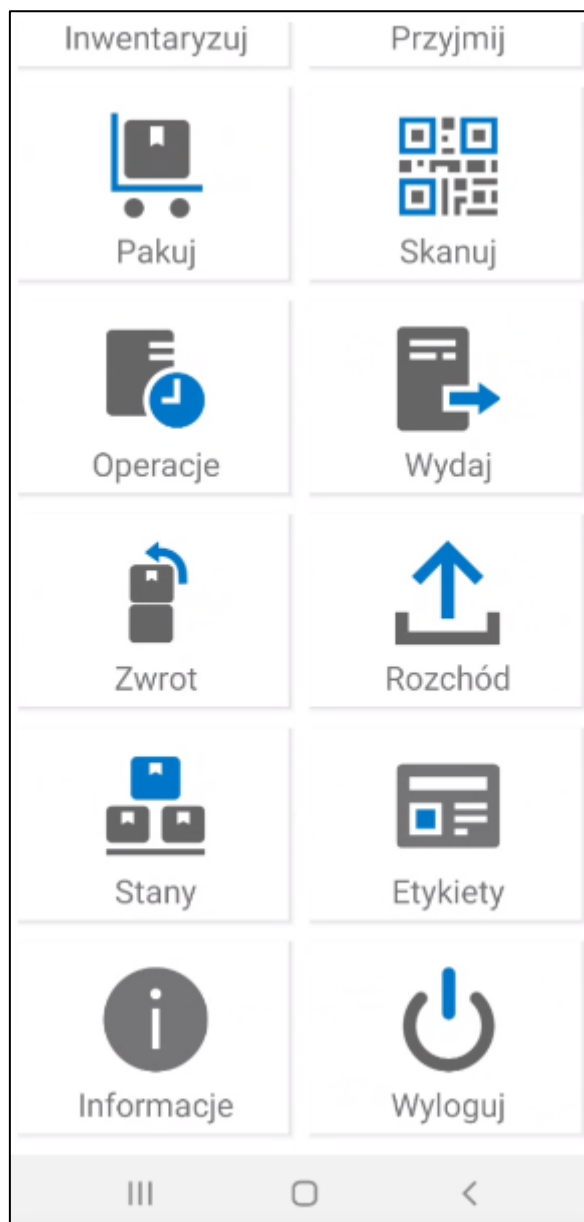 Inwentaryzuj Przyjmij
Pakuj Skanuj
Operacje Wydaj
Zwrot Rozchód
Stany Etykiety
Informacje Wyloguj